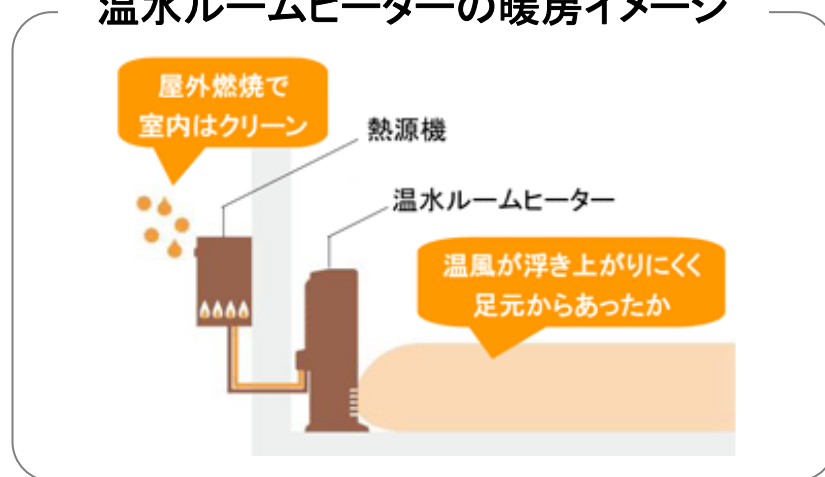 温水ルームヒーターの暖房イメージ
屋外燃焼で
室内はクリーン
熱源機
温水ルームヒーター
温風が浮き上がりにくく
足元からあったか